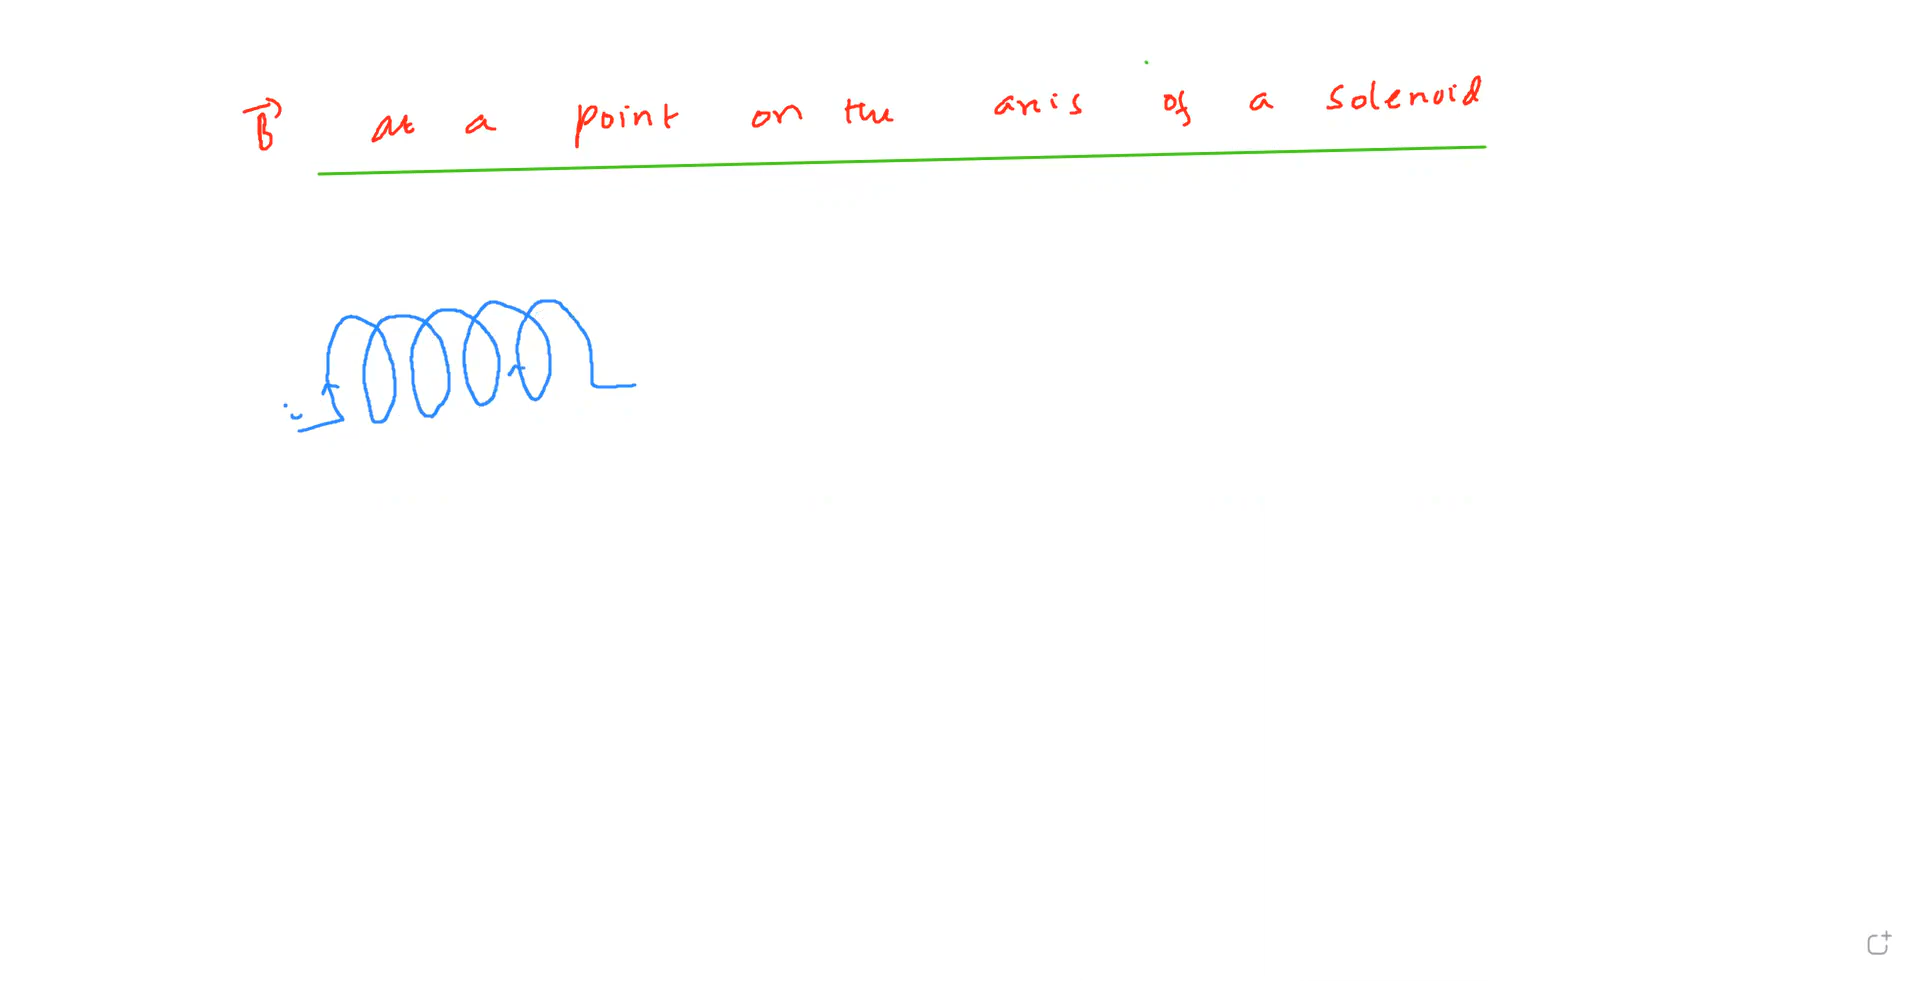 B⃗ at a point on the axis of a solenoid
i